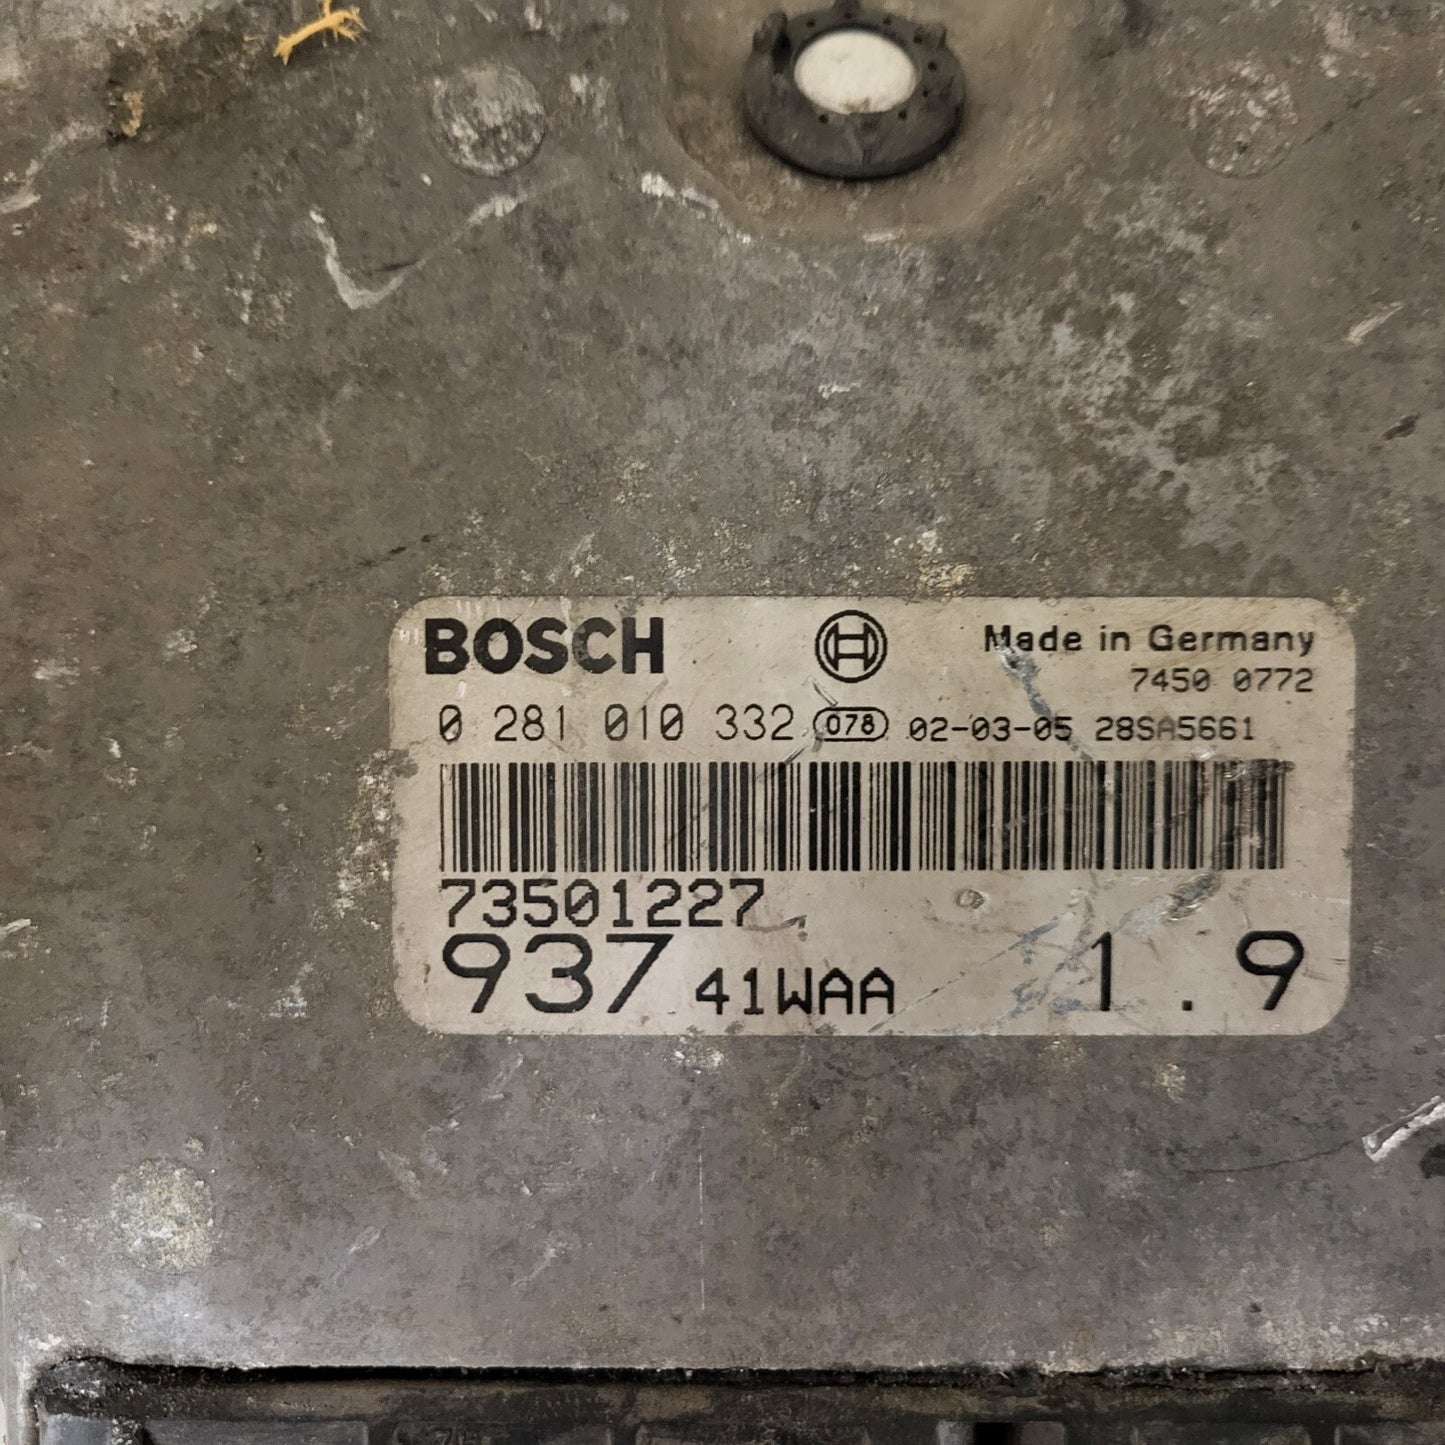 BOSCH Made in Germany
7450 0772
0 281 010 332 078 02-03-05 28SA5661
73501227
937 41WAA 1.9